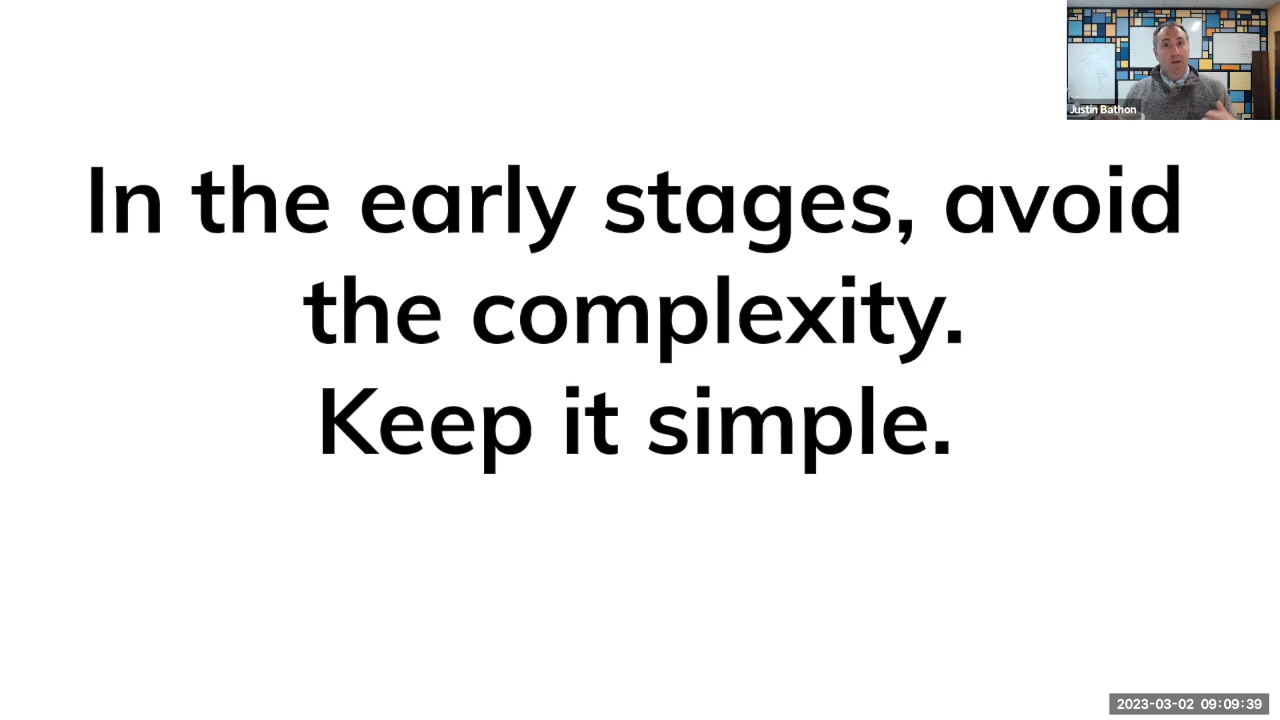 Justin Bathon
In the early stages, avoid
the complexity.
Keep it simple.
2023-03-02 09:09:39